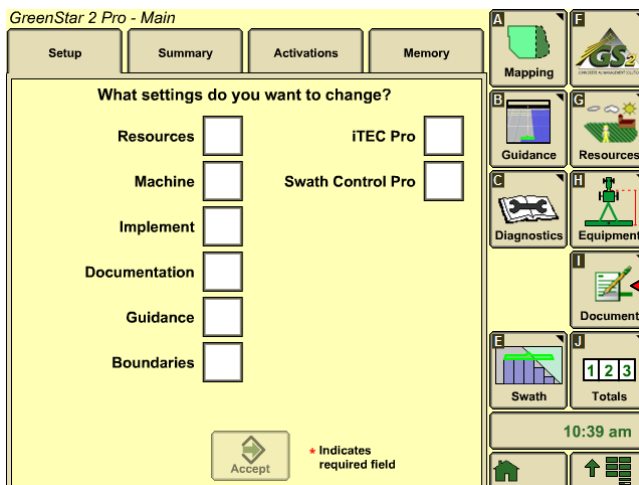 GreenStar 2 Pro - Main
Setup
Summary
Activations
Memory
What settings do you want to change?
Resources
iTEC Pro
Machine
Swath Control Pro
Implement
Documentation
Guidance
Boundaries
Accept
* Indicates
required field
A
Mapping
F
GS2
B
Guidance
G
Resources
C
Diagnostics
H
Equipment
I
Document
E
Swath
J
1 2 3
Totals
10:39 am